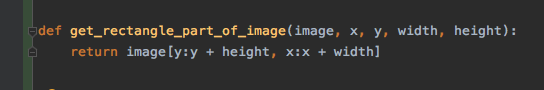 def get_rectangle_part_of_image(image, x, y, width, height):
    return image[y:y + height, x:x + width]